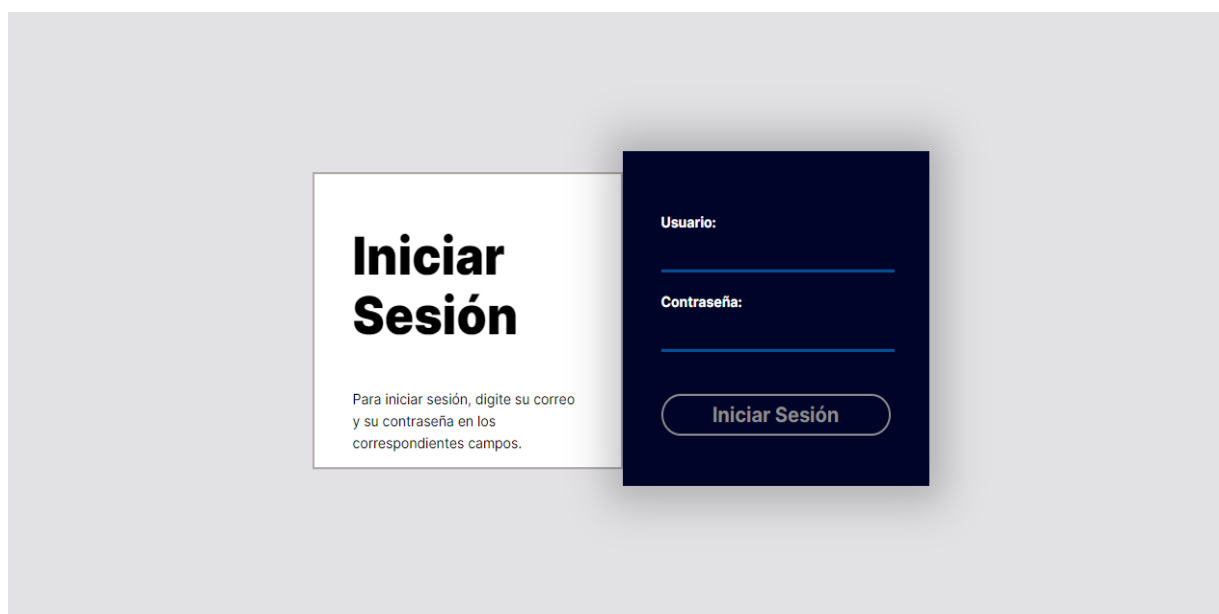 Iniciar
Sesión
Para iniciar sesión, digite su correo
y su contraseña en los
correspondientes campos.
Usuario:
Contraseña:
Iniciar Sesión